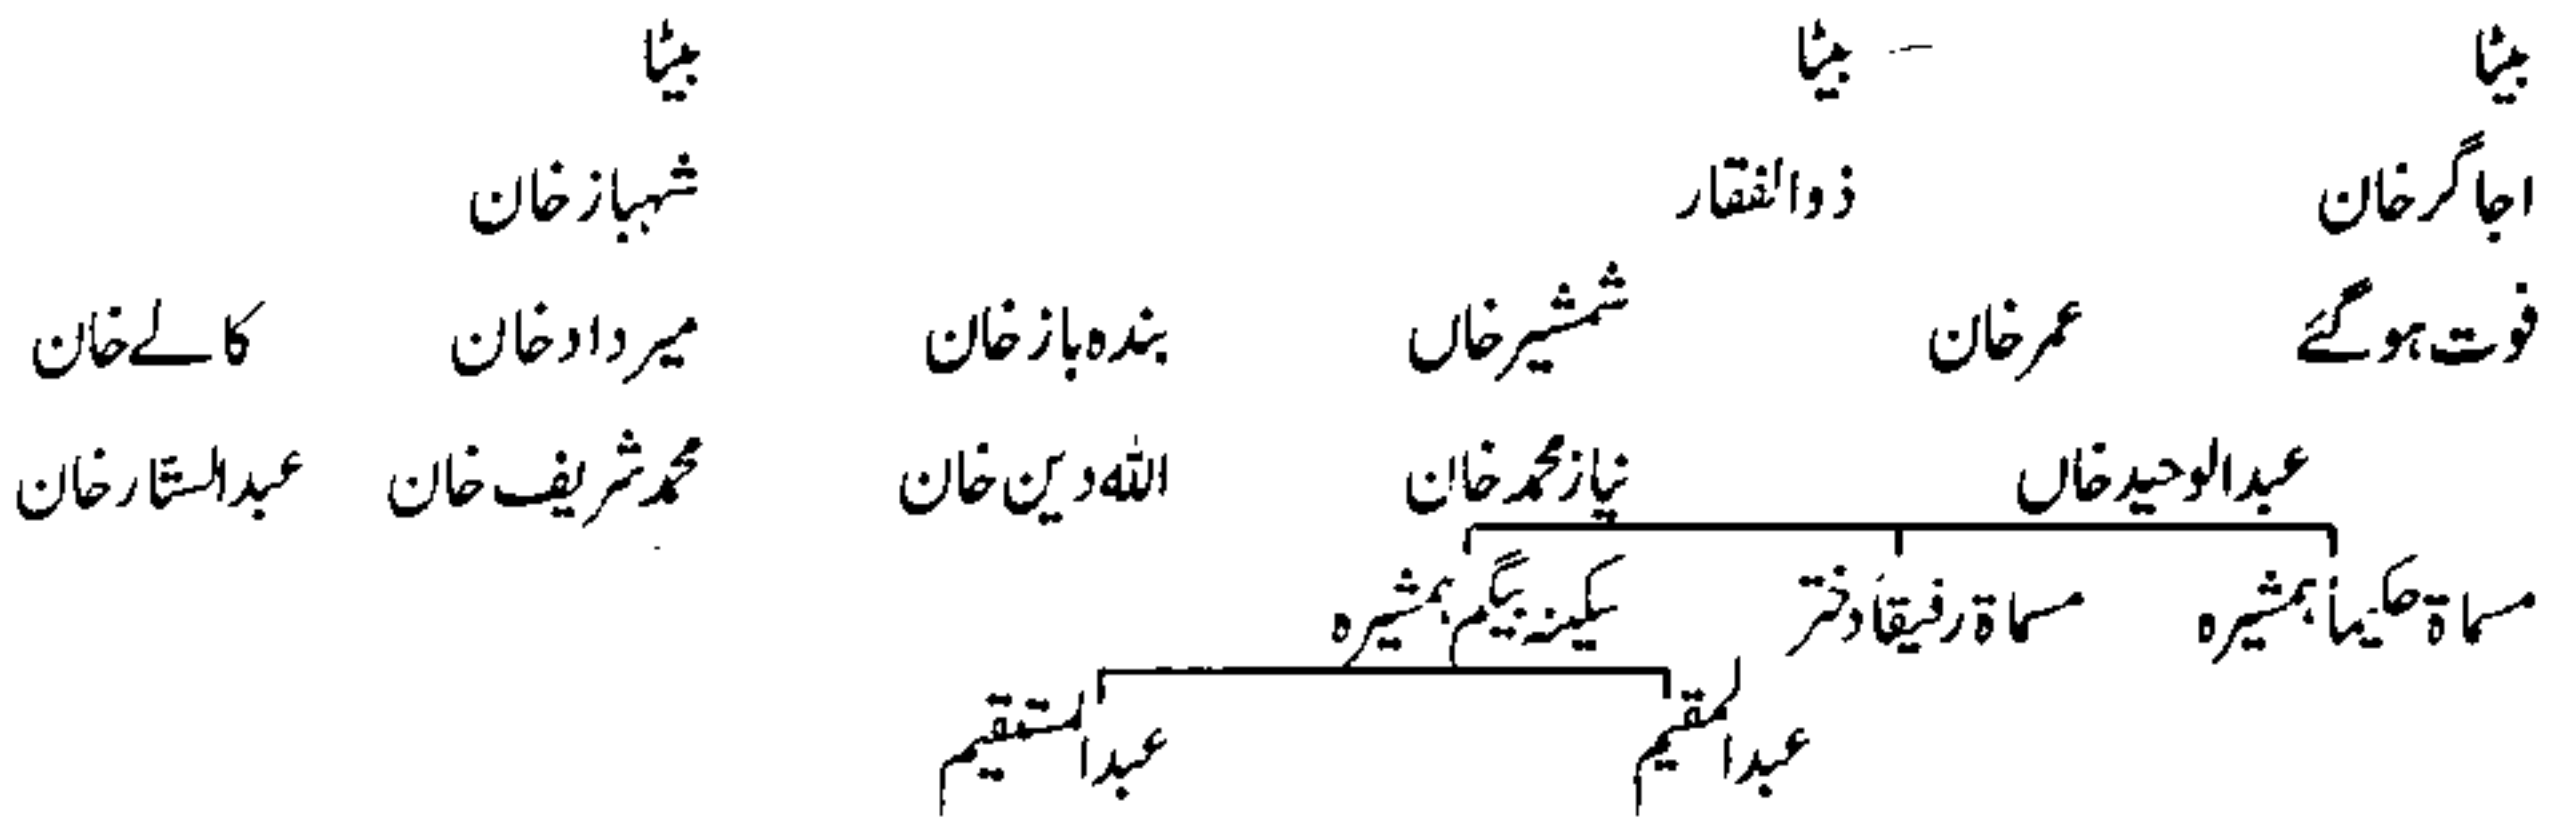 بیٹا بیٹا بیٹا
اجاگر خان ذوالفقار شہباز خان
فوت ہوگئے عمر خان شمشیر خاں بندہ باز خان میر داد خان کالے خان
عبدالوحید خاں نیاز محمد خان اللہ دین خان محمد شریف خان عبدالستار خان
مسماۃ حکیماً ہمشیرہ مسماۃ رفیقاً دختر سکینہ بیگم ہمشیرہ
عبدالمقیم عبدالمستقیم